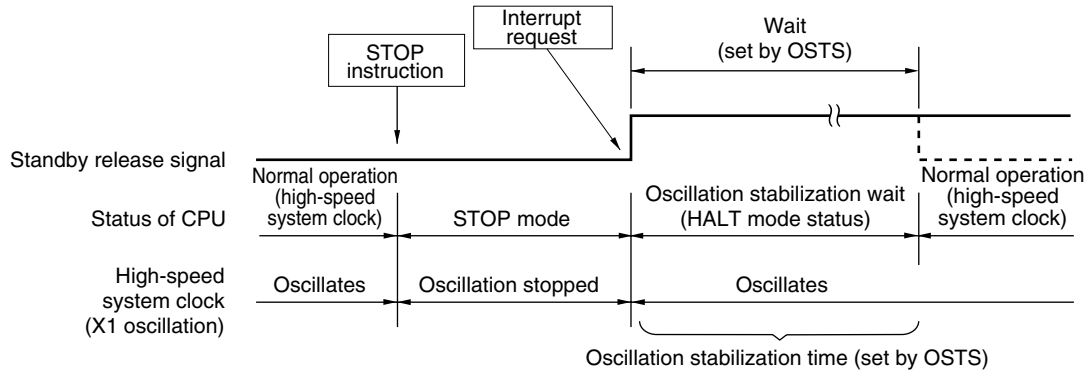 Interrupt
request
STOP
instruction
Wait
(set by OSTS)
Standby release signal
Normal operation
(high-speed
system clock)
Status of CPU
STOP mode
Oscillation stabilization wait
(HALT mode status)
Normal operation
(high-speed
system clock)
High-speed
system clock
(X1 oscillation)
Oscillates
Oscillation stopped
Oscillates
Oscillation stabilization time (set by OSTS)